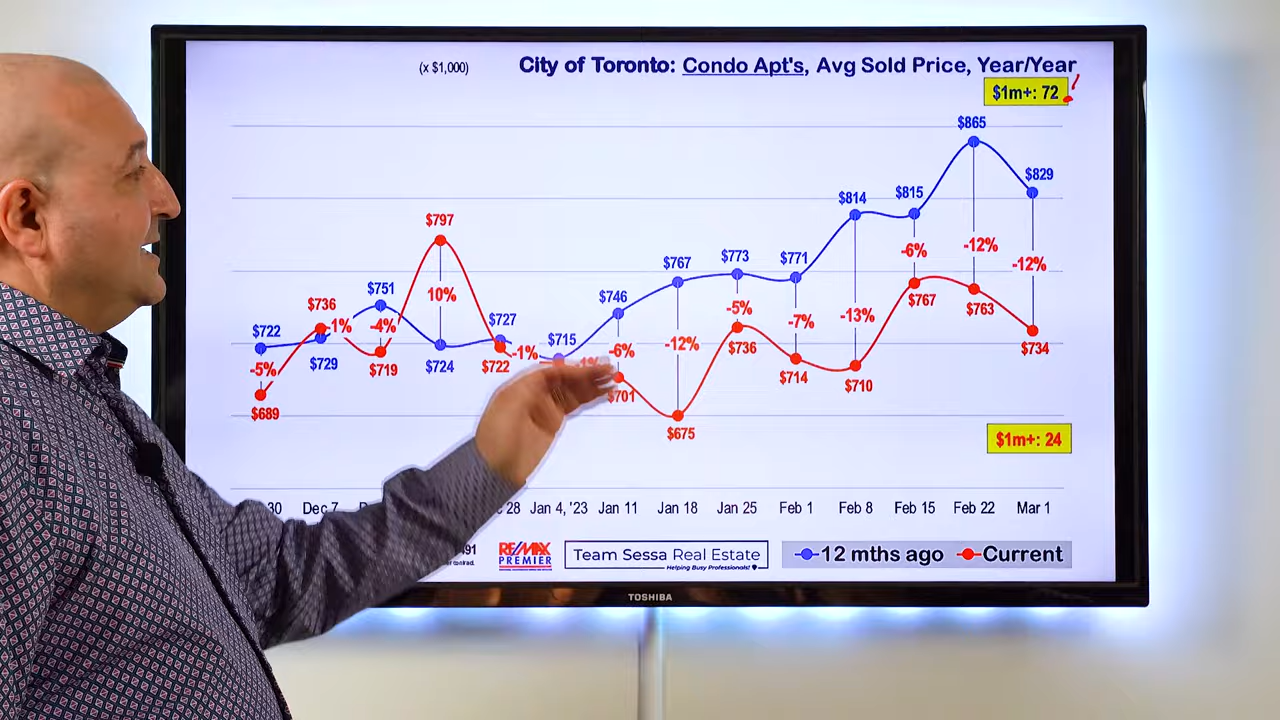 (x $1,000)
City of Toronto: Condo Apt's, Avg Sold Price, Year/Year
$1m+: 72
$865
$829
$814
$815
$797
$767
$773
$771
-6%
-12%
-12%
$751
10%
$746
$736
$722
-1%
-4%
$727
$715
-5%
-7%
-13%
$767
$763
-5%
$729
$719
$724
$722
-1%
-1%
-6%
-12%
$736
$714
$710
$734
$689
$701
$675
$1m+: 24
30
Dec 7
28
Jan 4, '23
Jan 11
Jan 18
Jan 25
Feb 1
Feb 8
Feb 15
Feb 22
Mar 1
491
RE/MAX
PREMIER
Team Sessa Real Estate
Helping Busy Professionals!
12 mths ago
Current
TOSHIBA